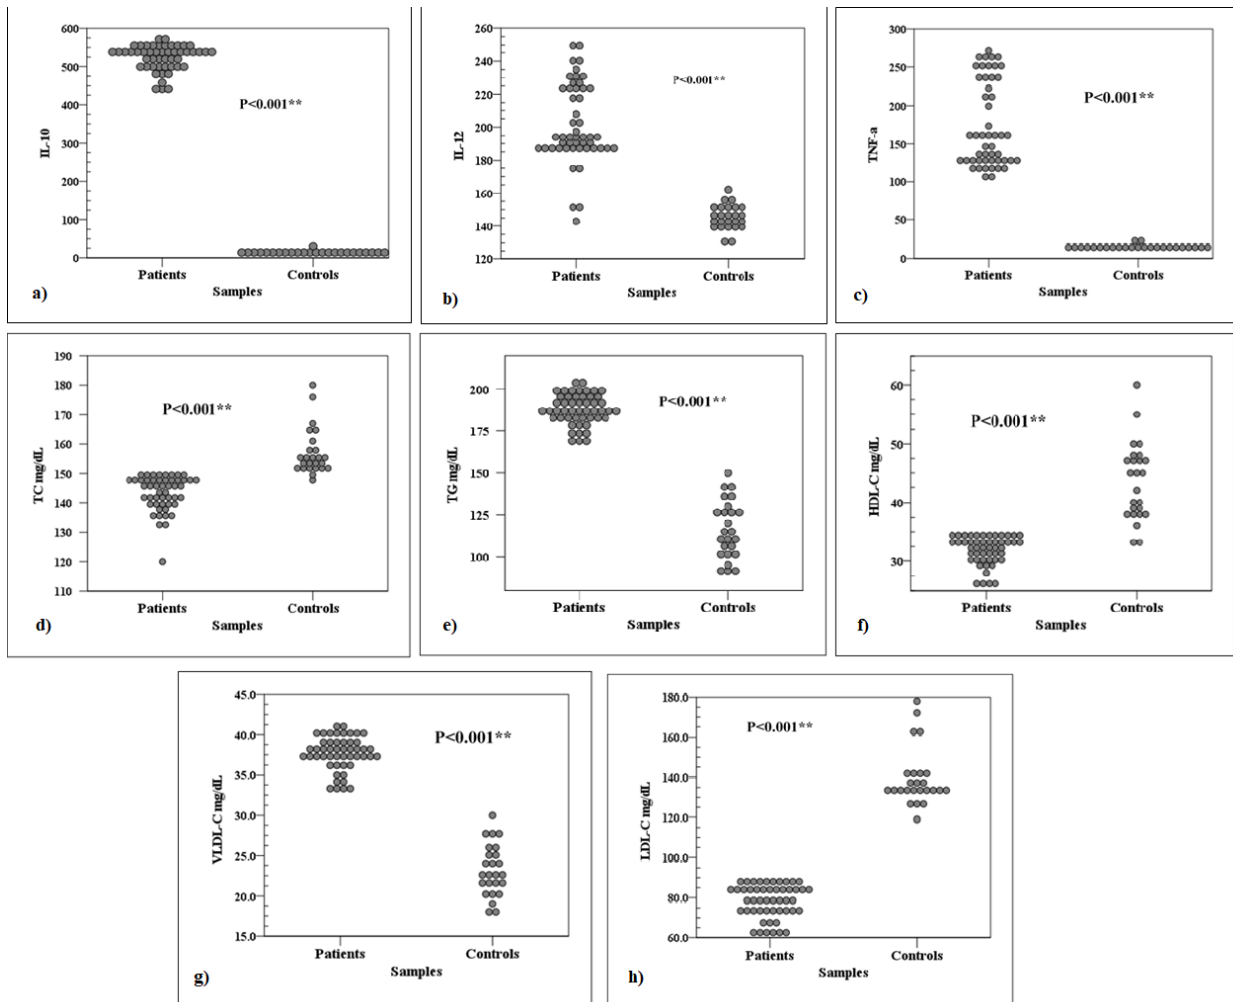 600
500
400
300
200
100
0
IL-10
P<0.001**
Patients
Controls
Samples
a)
260
240
220
200
180
160
140
120
IL-12
P<0.001**
Patients
Controls
Samples
b)
300
250
200
150
100
50
0
TNF-a
P<0.001**
Patients
Controls
Samples
c)
190
180
170
160
150
140
130
120
110
TC mg/dL
P<0.001**
Patients
Controls
Samples
d)
200
175
150
125
100
TG mg/dL
P<0.001**
Patients
Controls
Samples
e)
60
50
40
30
HDL-C mg/dL
P<0.001**
Patients
Controls
Samples
f)
45.0
40.0
35.0
30.0
25.0
20.0
15.0
VLDL-C mg/dL
P<0.001**
Patients
Controls
Samples
g)
180.0
160.0
140.0
120.0
100.0
80.0
60.0
LDL-C mg/dL
P<0.001**
Patients
Controls
Samples
h)